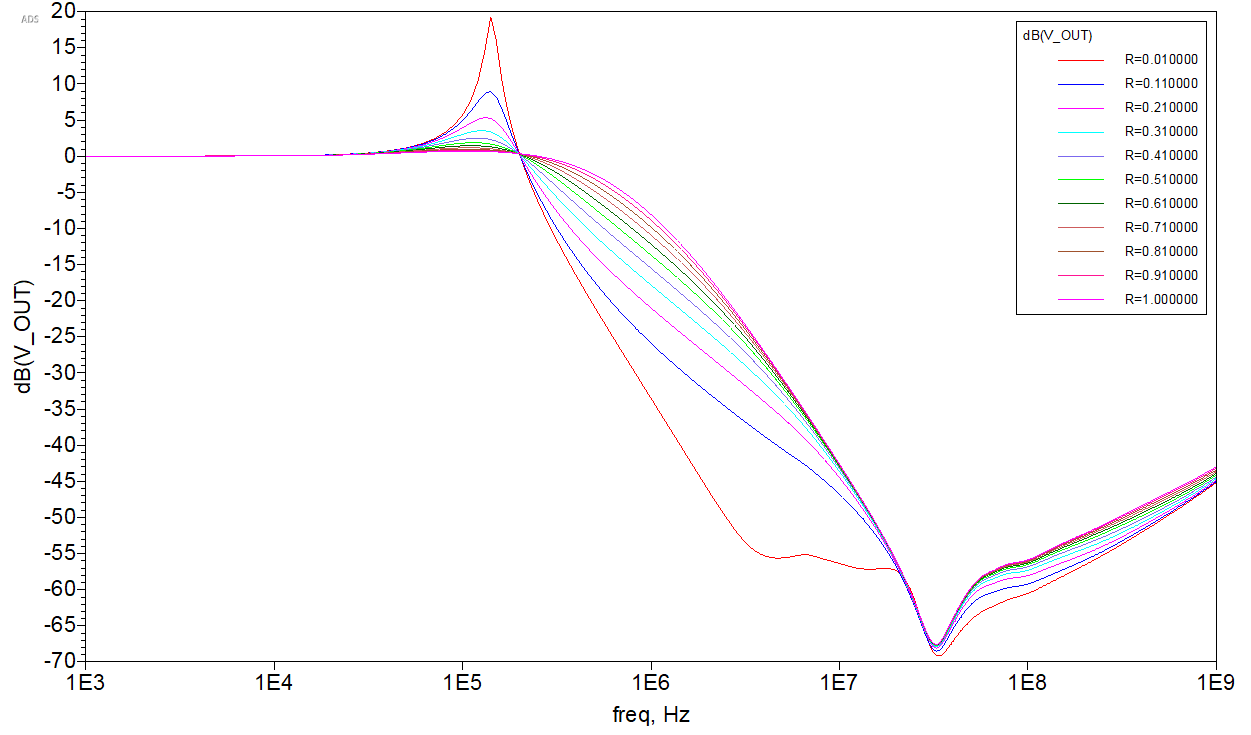 ADS
20
15
10
5
0
-5
-10
-15
-20
-25
-30
-35
-40
-45
-50
-55
-60
-65
-70
dB(V_OUT)
1E3 1E4 1E5 1E6 1E7 1E8 1E9
freq, Hz
dB(V_OUT)
R=0.010000
R=0.110000
R=0.210000
R=0.310000
R=0.410000
R=0.510000
R=0.610000
R=0.710000
R=0.810000
R=0.910000
R=1.000000